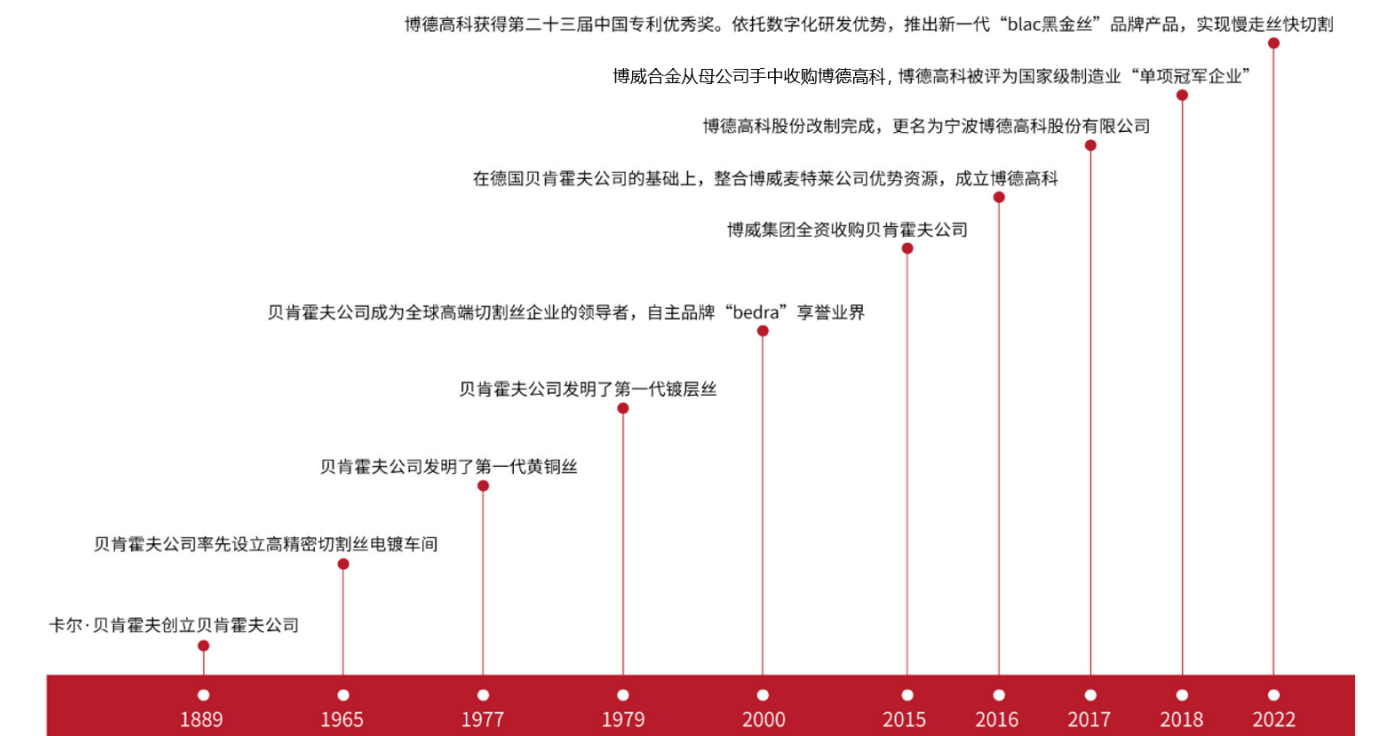 博德高科获得第二十三届中国专利优秀奖。依托数字化研发优势，推出新一代“blac黑金丝”品牌产品，实现慢走丝快切割
博威合金从母公司手中收购博德高科，博德高科被评为国家级制造业“单项冠军企业”
博德高科股份改制完成，更名为宁波博德高科股份有限公司
在德国贝肯霍夫公司的基础上，整合博威麦特莱公司优势资源，成立博德高科
博威集团全资收购贝肯霍夫公司
贝肯霍夫公司成为全球高端切割丝企业的领导者，自主品牌“bedra”享誉业界
贝肯霍夫公司发明了第一代镀层丝
贝肯霍夫公司发明了第一代黄铜丝
贝肯霍夫公司率先设立高精密切割丝电镀车间
卡尔·贝肯霍夫创立贝肯霍夫公司
1889 1965 1977 1979 2000 2015 2016 2017 2018 2022